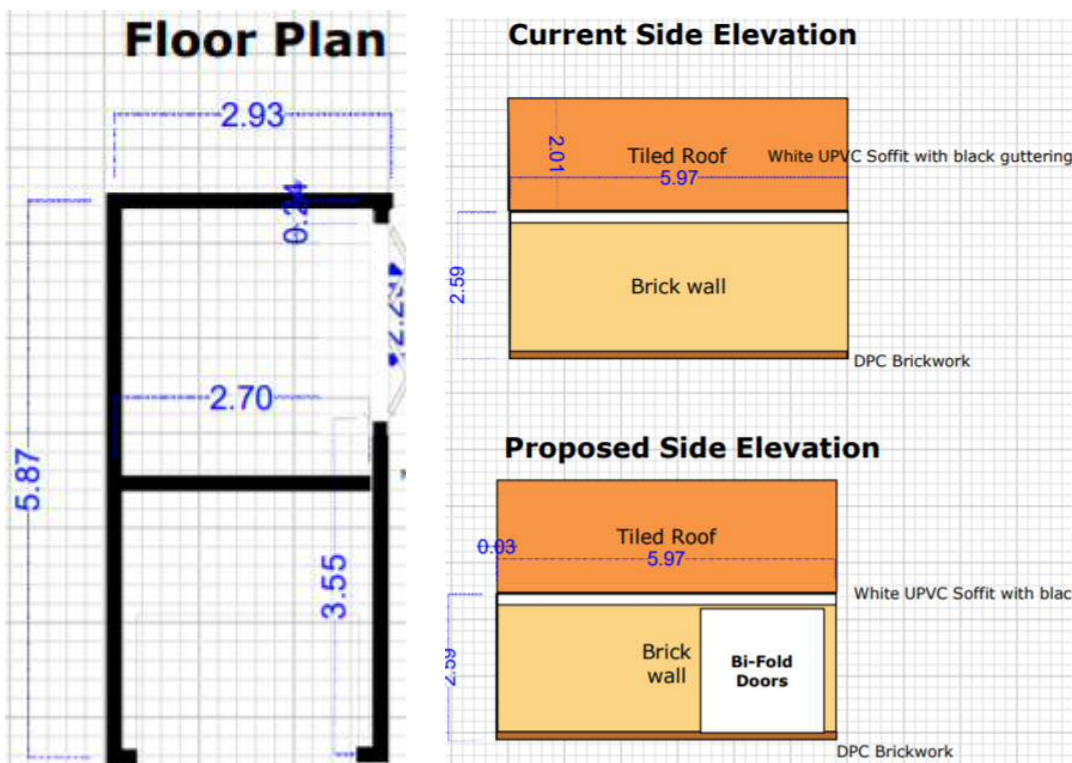 Floor Plan
2.93
0.24
2.70
5.87
3.55
Current Side Elevation
2.01
Tiled Roof
White UPVC Soffit with black guttering
5.97
2.59
Brick wall
DPC Brickwork
Proposed Side Elevation
Tiled Roof
0.03
5.97
White UPVC Soffit with blac
2.59
Brick
wall
Bi-Fold
Doors
DPC Brickwork